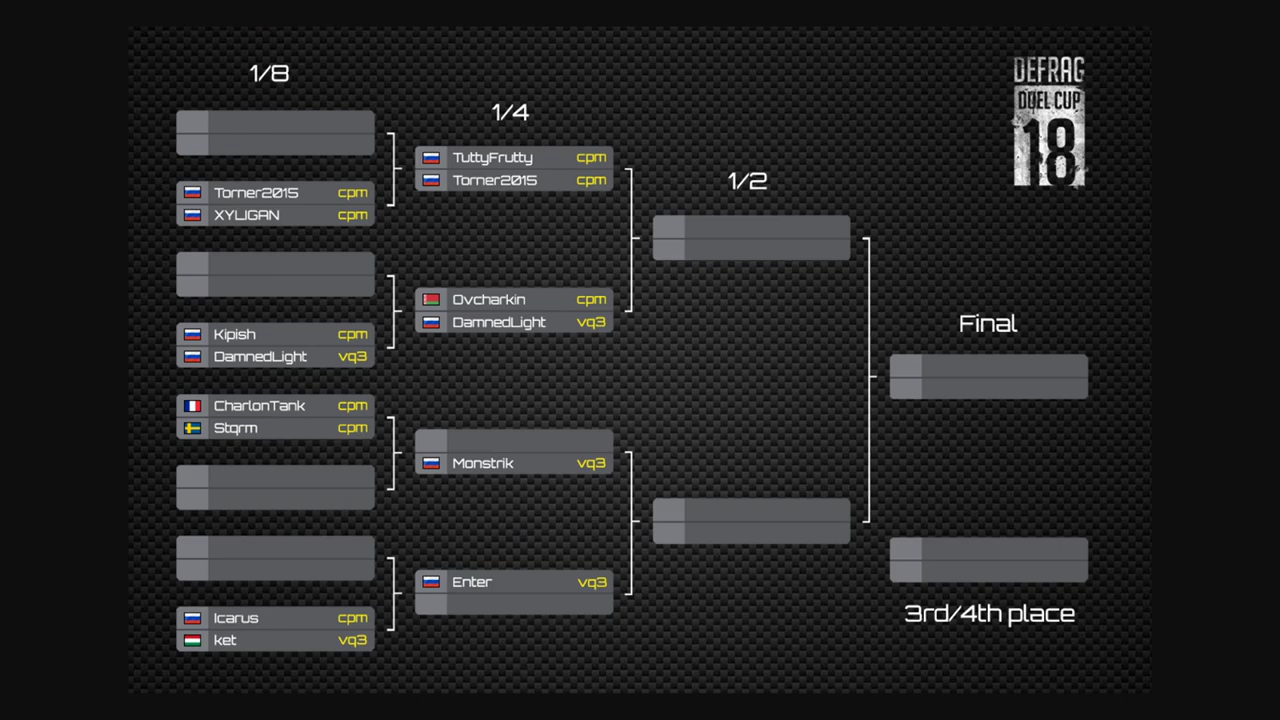 1/8
1/4
1/2
Final
DEFRAG
DUEL CUP
18
Torner2015 cpm
XYLIGAN cpm
Kipish cpm
DamnedLight vq3
CharlonTank cpm
Stqrm cpm
Icarus cpm
ket vq3
TuttyFrutty cpm
Torner2015 cpm
Ovcharkin cpm
DamnedLight vq3
Monstrik vq3
Enter vq3
3rd/4th place